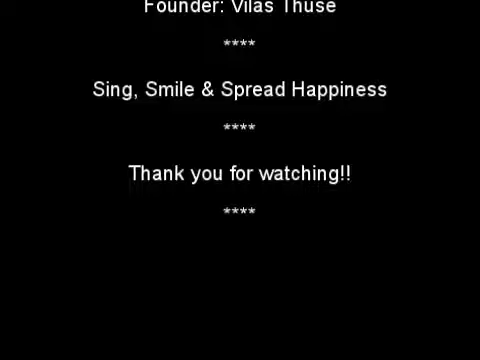 Founder: Vilas Thuse
****
Sing, Smile & Spread Happiness
****
Thank you for watching!!
****